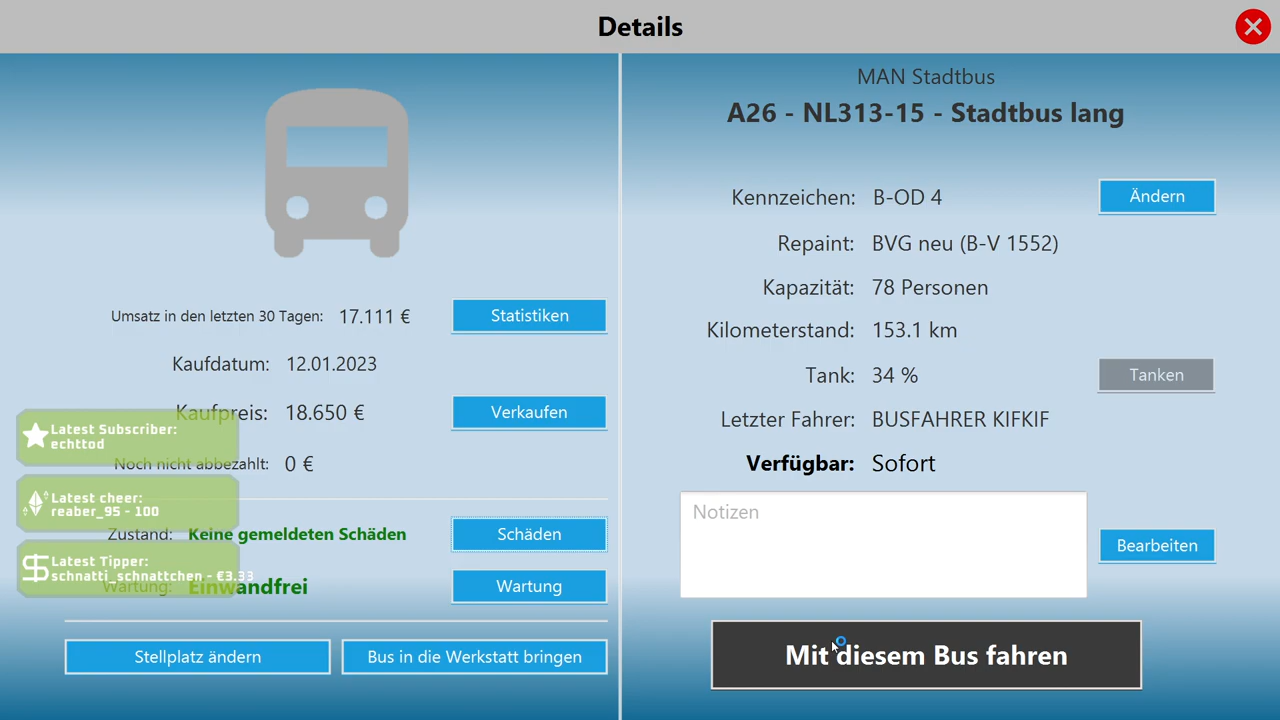 Details
MAN Stadtbus
A26 - NL313-15 - Stadtbus lang
Kennzeichen: B-OD 4
Ändern
Repaint: BVG neu (B-V 1552)
Kapazität: 78 Personen
Kilometerstand: 153.1 km
Tank: 34 %
Tanken
Letzter Fahrer: BUSFAHRER KIFKIF
Verfügbar: Sofort
Notizen
Bearbeiten
Mit diesem Bus fahren
Umsatz in den letzten 30 Tagen: 17.111 €
Statistiken
Kaufdatum: 12.01.2023
Kaufpreis: 18.650 €
Verkaufen
Noch nicht abbezahlt: 0 €
Zustand: Keine gemeldeten Schäden
Schäden
Wartung: Einwandfrei
Wartung
Stellplatz ändern
Bus in die Werkstatt bringen
Latest Subscriber:
echttod
Latest cheer:
reaber_95 - 100
Latest Tipper:
schnatti_schnattchen - €3.33